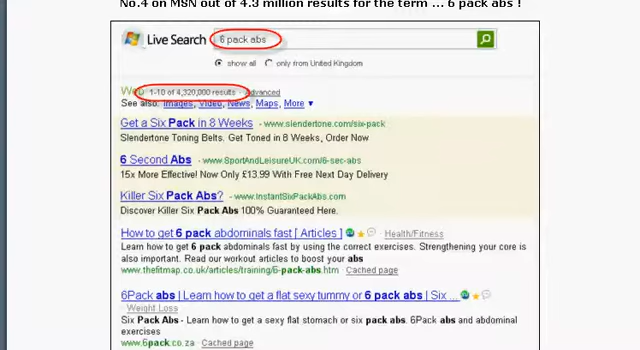 No.4 on MSN out of 4.3 million results for the term ... 6 pack abs !
Live Search
6 pack abs
show all
only from United Kingdom
Web 1-10 of 4,320,000 results · Advanced
See also: Images, Video, News, Maps, More ▼
Get a Six Pack in 8 Weeks - www.slendertone.com/six-pack
Slendertone Toning Belts. Get Toned in 8 Weeks, Order Now
6 Second Abs - www.SportAndLeisureUK.com/6-sec-abs
15x More Effective! Now Only £13.99 With Free Next Day Delivery
Killer Six Pack Abs? - www.InstantSixPackAbs.com
Discover Killer Six Pack Abs 100% Guaranteed Here.
How to get 6 pack abdominals fast [ Articles ] Health/Fitness
Learn how to get 6 pack abdominals fast by using the correct exercises. Strengthening your core is
also important. Read our workout articles to boost your abs
www.thefitmap.co.uk/articles/training/6-pack-abs.htm Cached page
6Pack abs | Learn how to get a flat sexy tummy or 6 pack abs | Six ...
Weight Loss
Six Pack Abs - Learn how to get a sexy flat stomach or six pack abs. 6Pack abs and abdominal
exercises
www.6pack.co.za Cached page